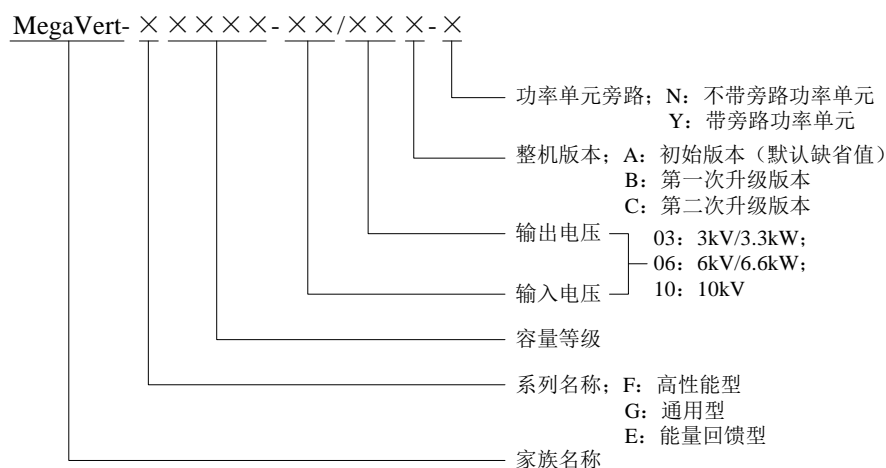 MegaVert-×××××-××/×××-×
功率单元旁路；N：不带旁路功率单元
Y：带旁路功率单元
整机版本；A：初始版本（默认缺省值）
B：第一次升级版本
C：第二次升级版本
输出电压
03：3kV/3.3kW；
06：6kV/6.6kW；
输入电压
10：10kV
容量等级
系列名称；F：高性能型
G：通用型
E：能量回馈型
家族名称